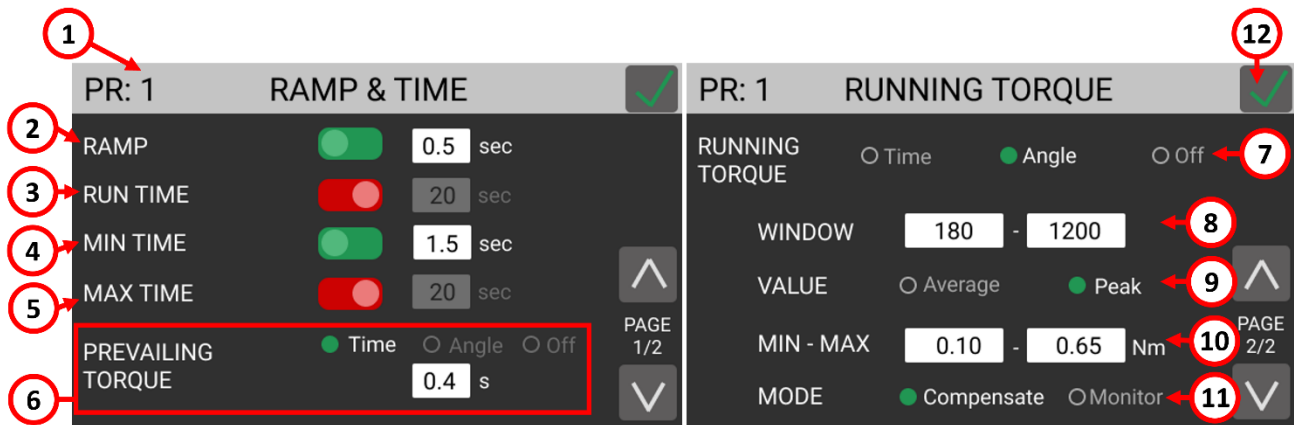 1
12
PR: 1 RAMP & TIME
2
RAMP 0.5 sec
3
RUN TIME 20 sec
4
MIN TIME 1.5 sec
5
MAX TIME 20 sec
PAGE
1/2
6
PREVAILING
TORQUE
Time Angle Off
0.4 s
PR: 1 RUNNING TORQUE
RUNNING
TORQUE
Time Angle Off
7
WINDOW 180 - 1200
8
VALUE Average Peak
9
MIN - MAX 0.10 - 0.65 Nm
10
PAGE
2/2
MODE Compensate Monitor
11